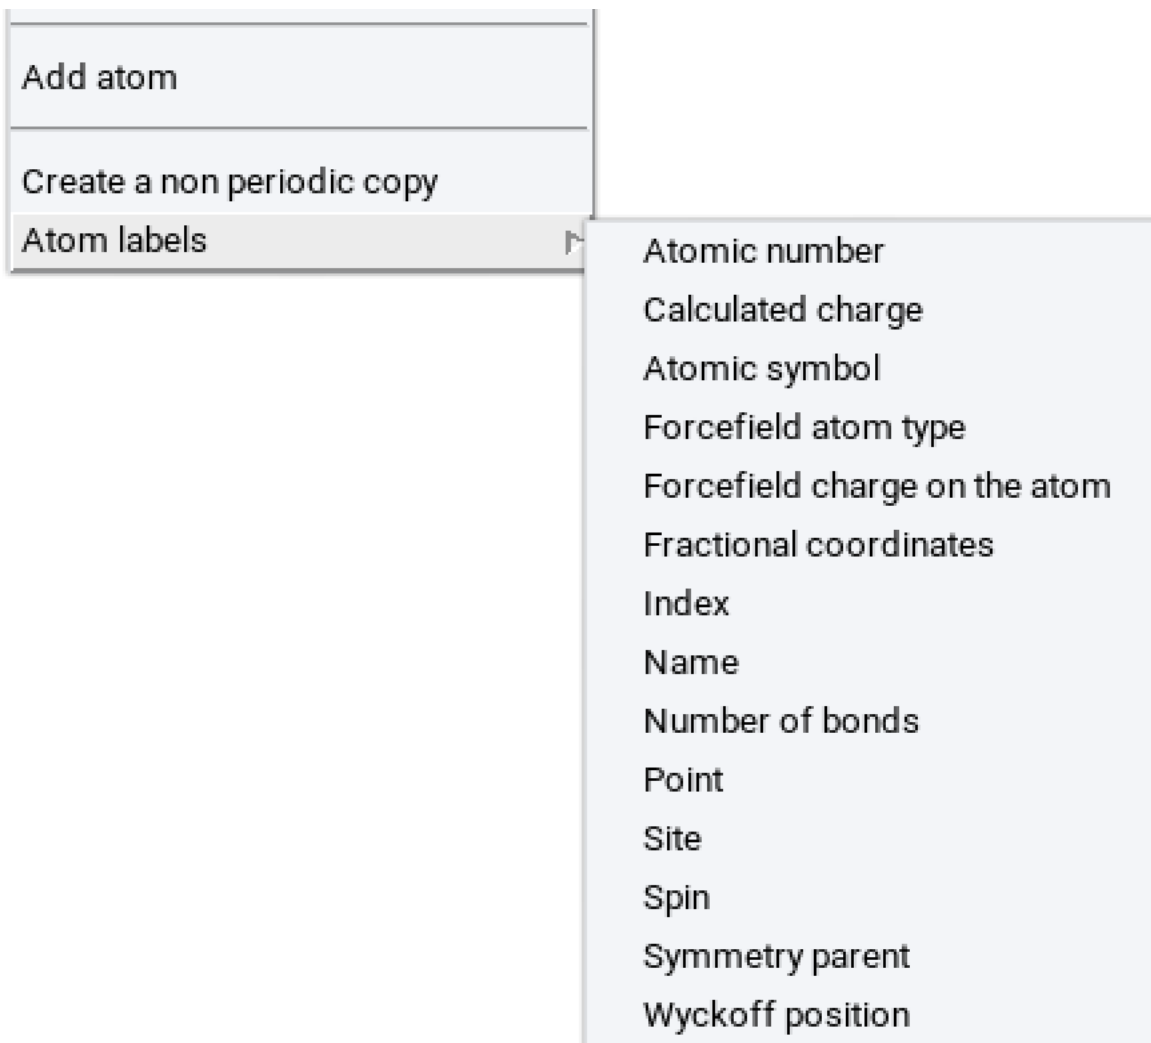 Add atom
Create a non periodic copy
Atom labels
Atomic number
Calculated charge
Atomic symbol
Forcefield atom type
Forcefield charge on the atom
Fractional coordinates
Index
Name
Number of bonds
Point
Site
Spin
Symmetry parent
Wyckoff position